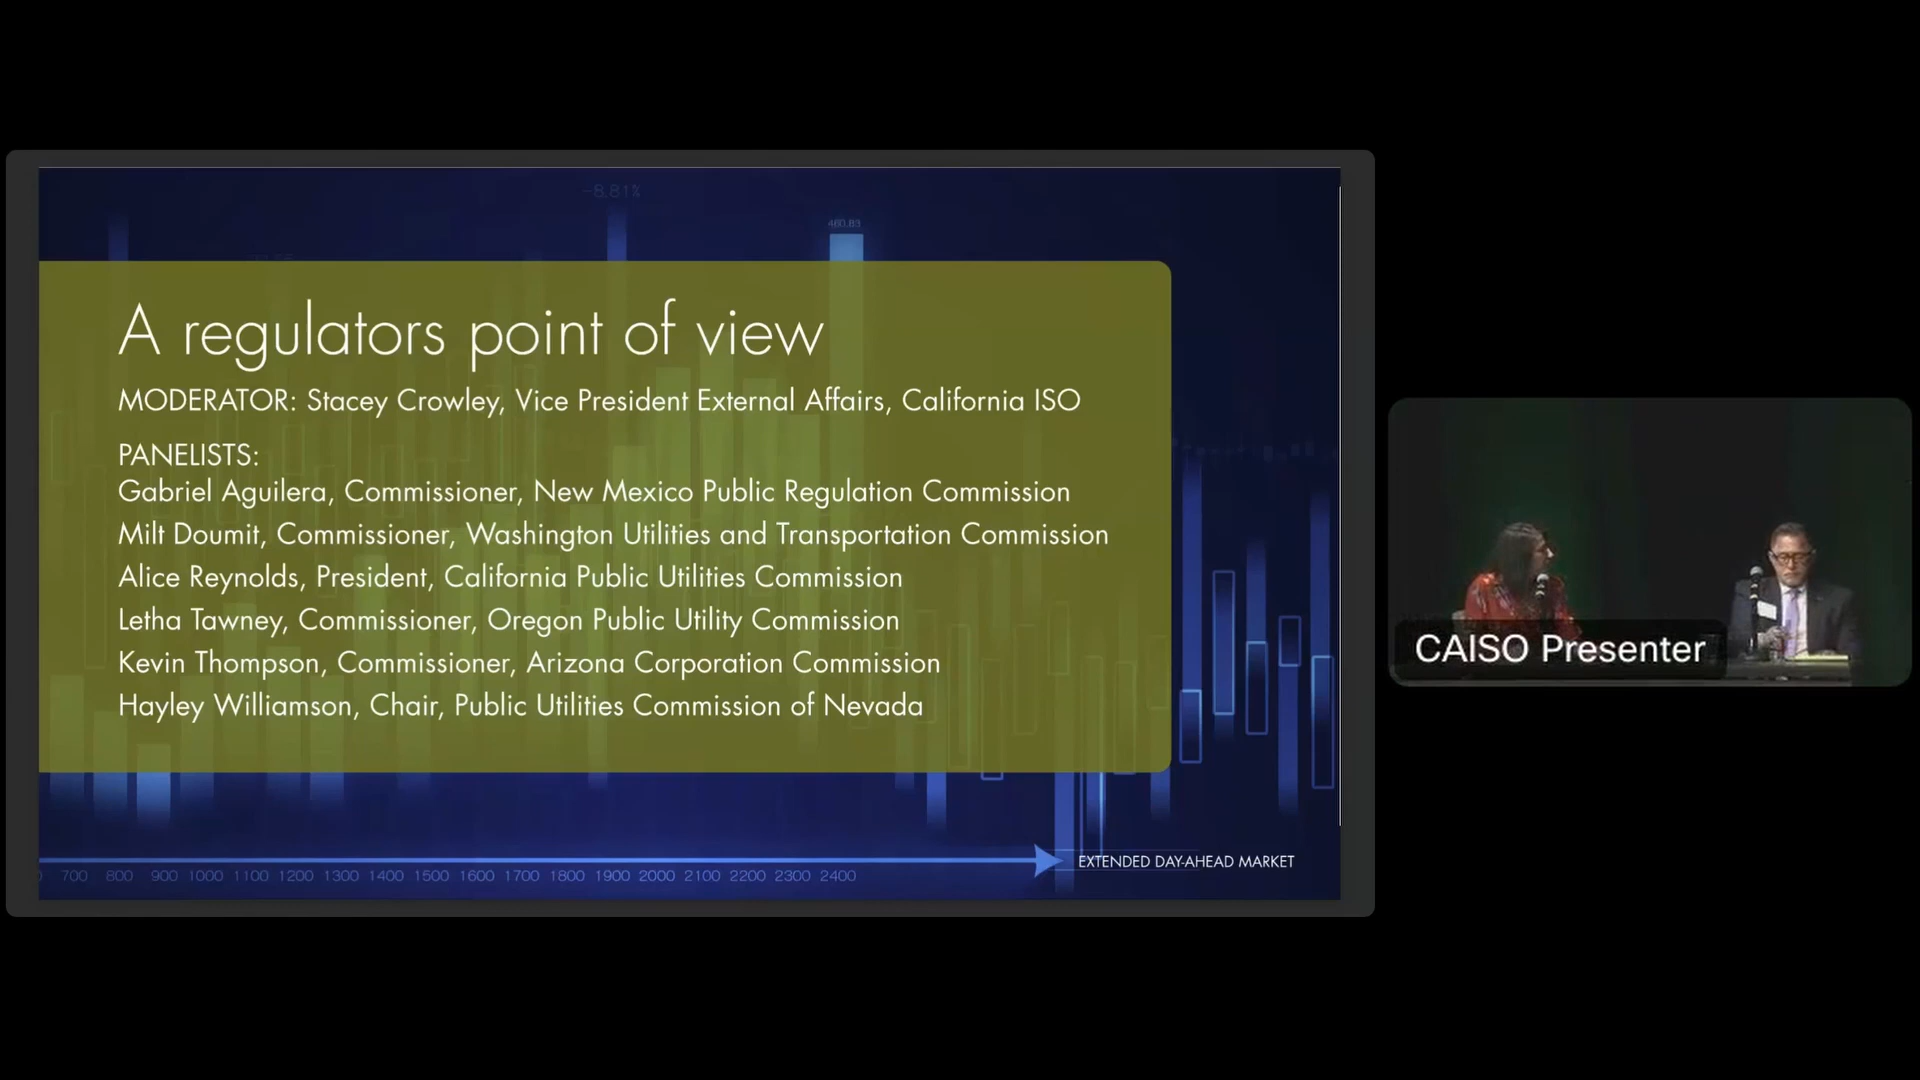 -8.81%
460.83
A regulators point of view
MODERATOR: Stacey Crowley, Vice President External Affairs, California ISO
PANELISTS:
Gabriel Aguilera, Commissioner, New Mexico Public Regulation Commission
Milt Doumit, Commissioner, Washington Utilities and Transportation Commission
Alice Reynolds, President, California Public Utilities Commission
Letha Tawney, Commissioner, Oregon Public Utility Commission
Kevin Thompson, Commissioner, Arizona Corporation Commission
Hayley Williamson, Chair, Public Utilities Commission of Nevada
EXTENDED DAY-AHEAD MARKET
700 800 900 1000 1100 1200 1300 1400 1500 1600 1700 1800 1900 2000 2100 2200 2300 2400
CAISO Presenter